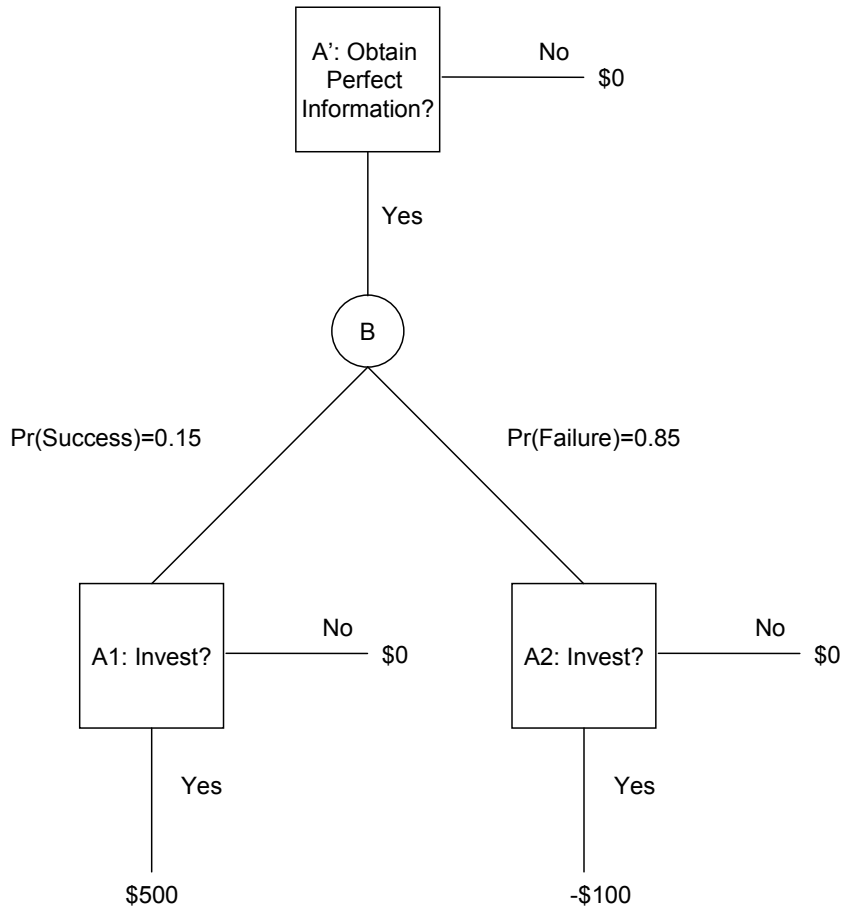 A’: Obtain
Perfect
Information?
No
$0
Yes
B
Pr(Success)=0.15
Pr(Failure)=0.85
A1: Invest?
No
$0
A2: Invest?
No
$0
Yes
Yes
$500
-$100